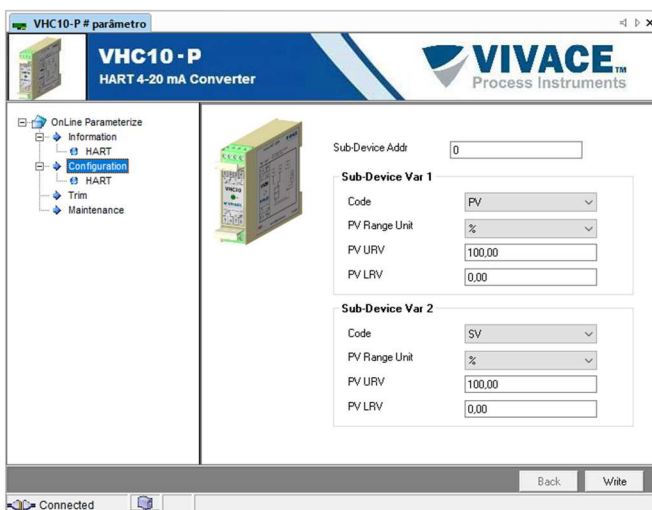 VHC10-P # parâmetro
VHC10 - P
HART 4-20 mA Converter
VIVACE™
Process Instruments
OnLine Parameterize
Information
HART
Configuration
HART
Trim
Maintenance
VHC10
Sub-Device Addr 0
Sub-Device Var 1
Code PV
PV Range Unit %
PV URV 100,00
PV LRV 0,00
Sub-Device Var 2
Code SV
PV Range Unit %
PV URV 100,00
PV LRV 0,00
Back Write
Connected